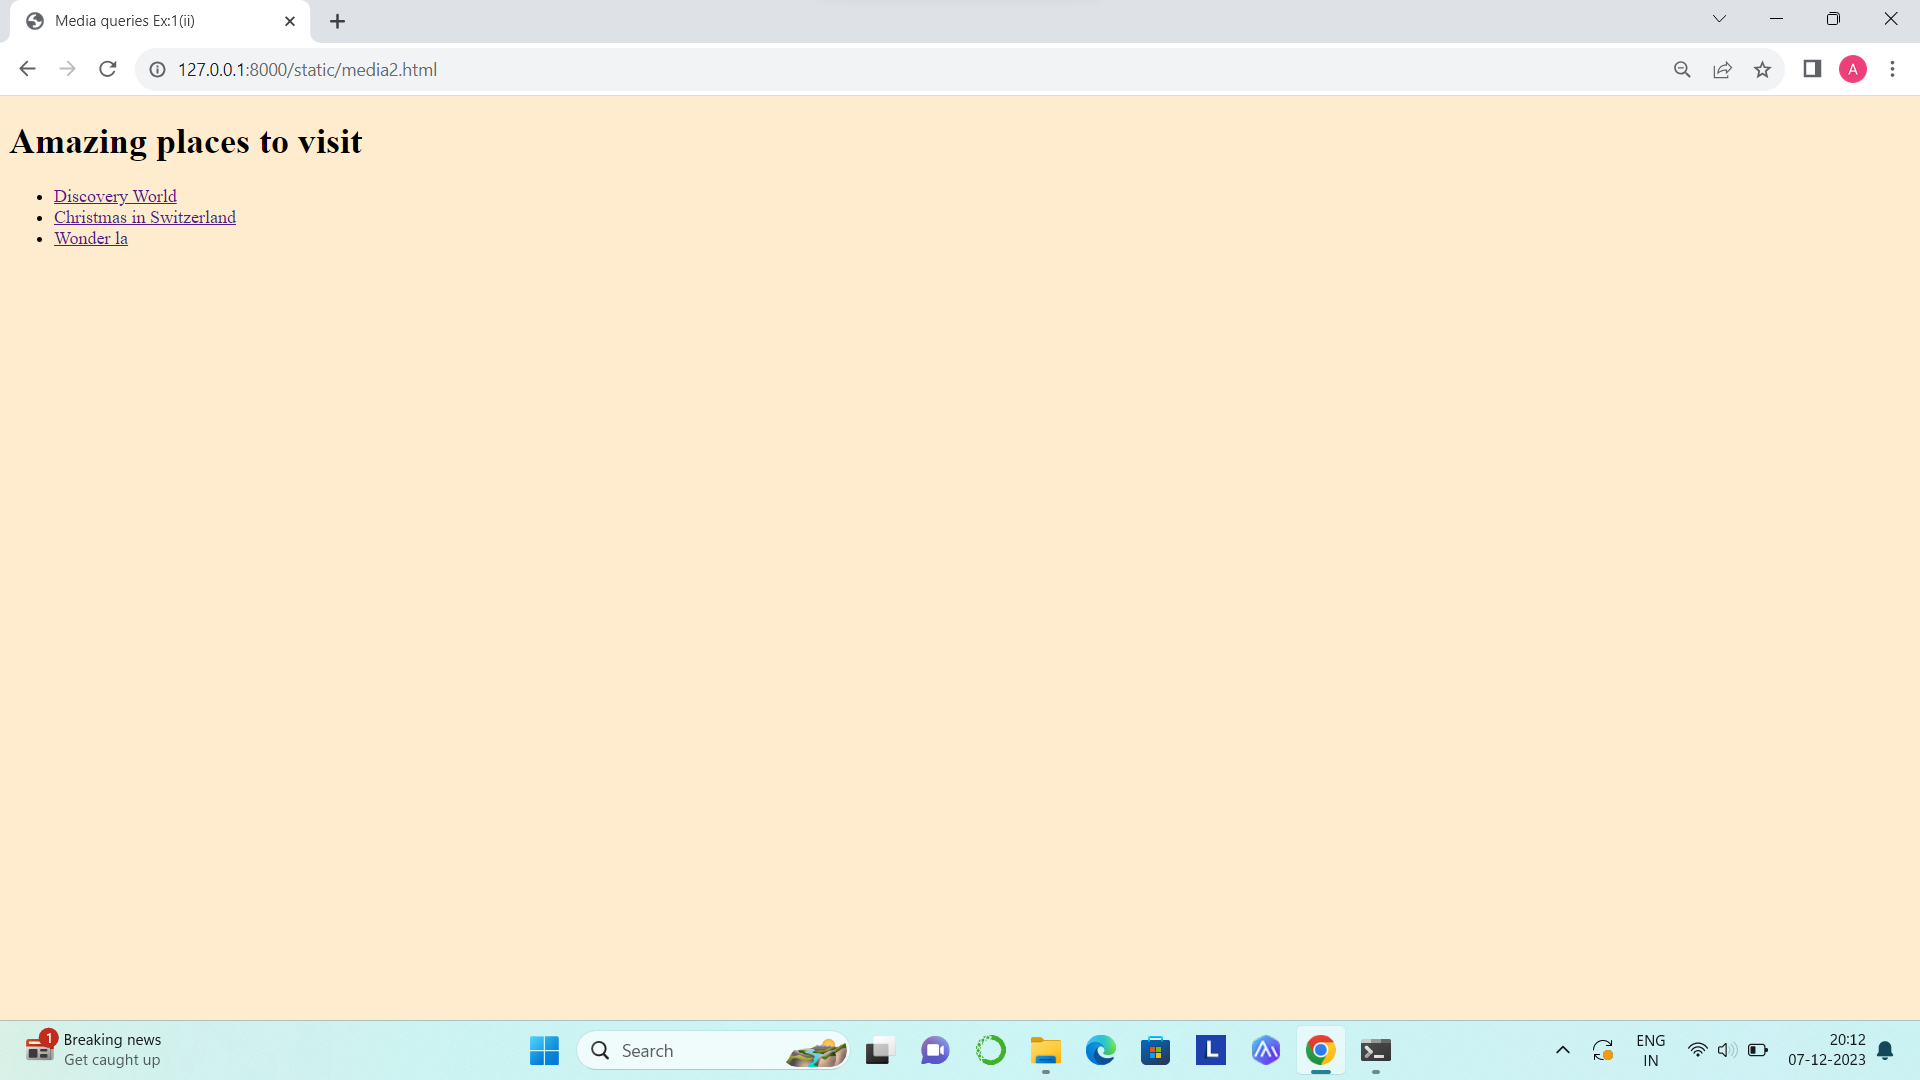 Media queries Ex:1(ii)
127.0.0.1:8000/static/media2.html
A
Amazing places to visit
Discovery World
Christmas in Switzerland
Wonder la
1
Breaking news
Get caught up
Search
L
ENG
IN
20:12
07-12-2023